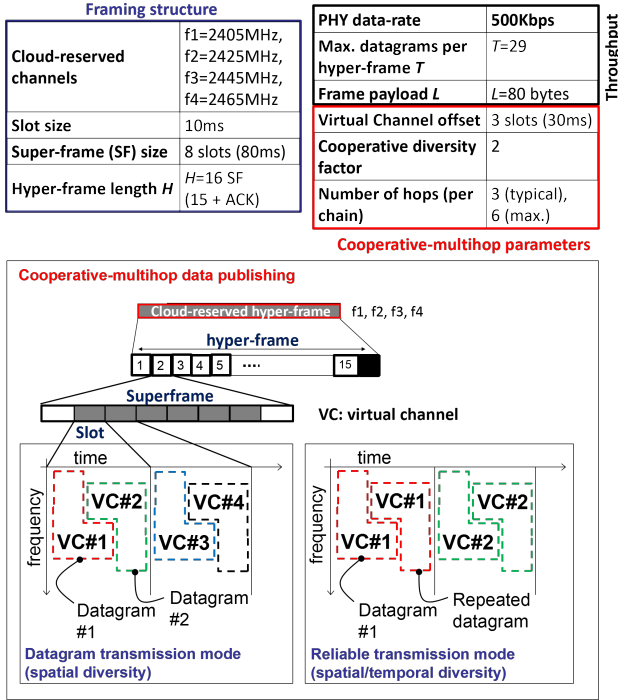 Framing structure
Cloud-reserved
channels
f1=2405MHz,
f2=2425MHz,
f3=2445MHz,
f4=2465MHz
Slot size
10ms
Super-frame (SF) size
8 slots (80ms)
Hyper-frame length H
H=16 SF
(15 + ACK)
PHY data-rate
500Kbps
Max. datagrams per
hyper-frame T
T=29
Frame payload L
L=80 bytes
Throughput
Virtual Channel offset
3 slots (30ms)
Cooperative diversity
factor
2
Number of hops (per
chain)
3 (typical),
6 (max.)
Cooperative-multihop parameters
Cooperative-multihop data publishing
Cloud-reserved hyper-frame
f1, f2, f3, f4
hyper-frame
1 2 3 4 5 .... 15
Superframe
VC: virtual channel
Slot
time
frequency
VC#2
VC#1
VC#4
VC#3
Datagram
#1
Datagram
#2
Datagram transmission mode
(spatial diversity)
time
frequency
VC#1
VC#1
VC#2
VC#2
Datagram
#1
Repeated
datagram
Reliable transmission mode
(spatial/temporal diversity)